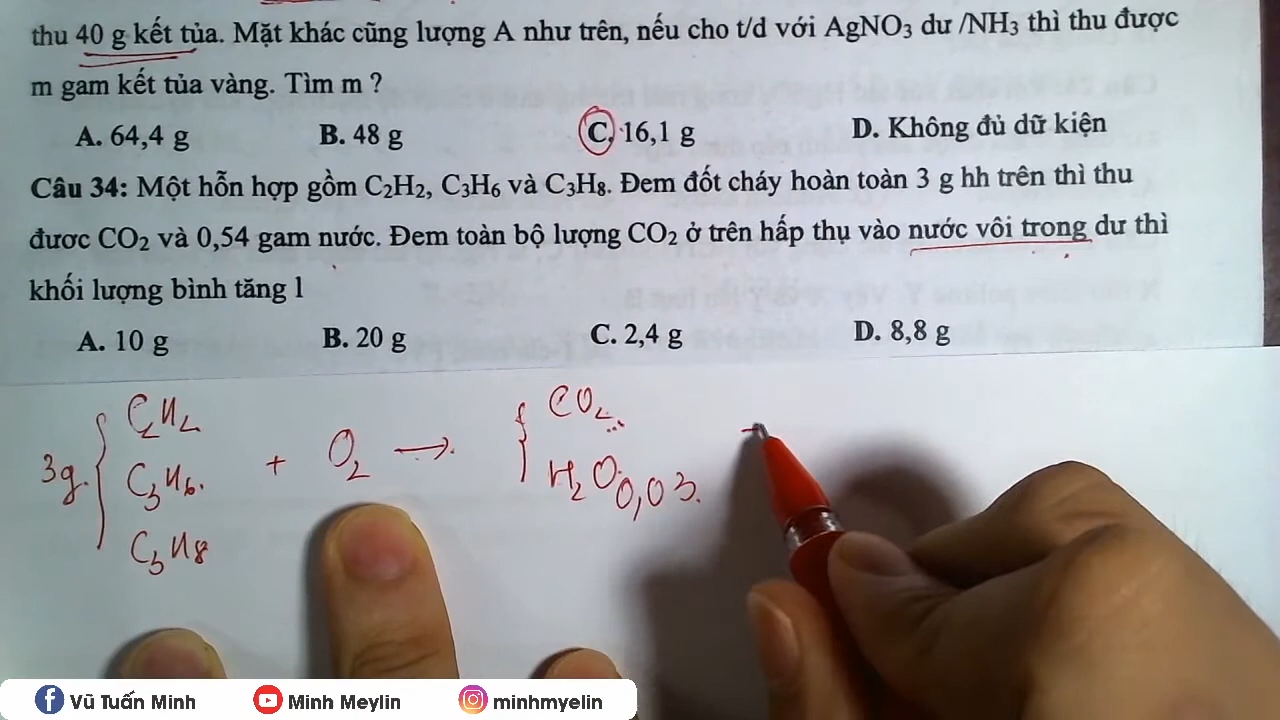 thu 40 g kết tủa. Mặt khác cũng lượng A như trên, nếu cho t/d với AgNO₃ dư /NH₃ thì thu được
m gam kết tủa vàng. Tìm m ?
A. 64,4 g B. 48 g C. 16,1 g D. Không đủ dữ kiện
Câu 34: Một hỗn hợp gồm C₂H₂, C₃H₆ và C₃H₈. Đem đốt cháy hoàn toàn 3 g hh trên thì thu
đươc CO₂ và 0,54 gam nước. Đem toàn bộ lượng CO₂ ở trên hấp thụ vào nước vôi trong dư thì
khối lượng bình tăng l
A. 10 g B. 20 g C. 2,4 g D. 8,8 g
3g. { C₂H₂ C₃H₆. C₃H₈ + O₂ → { CO₂ H₂O 0,03.
Vũ Tuấn Minh Minh Meylin minhmyelin